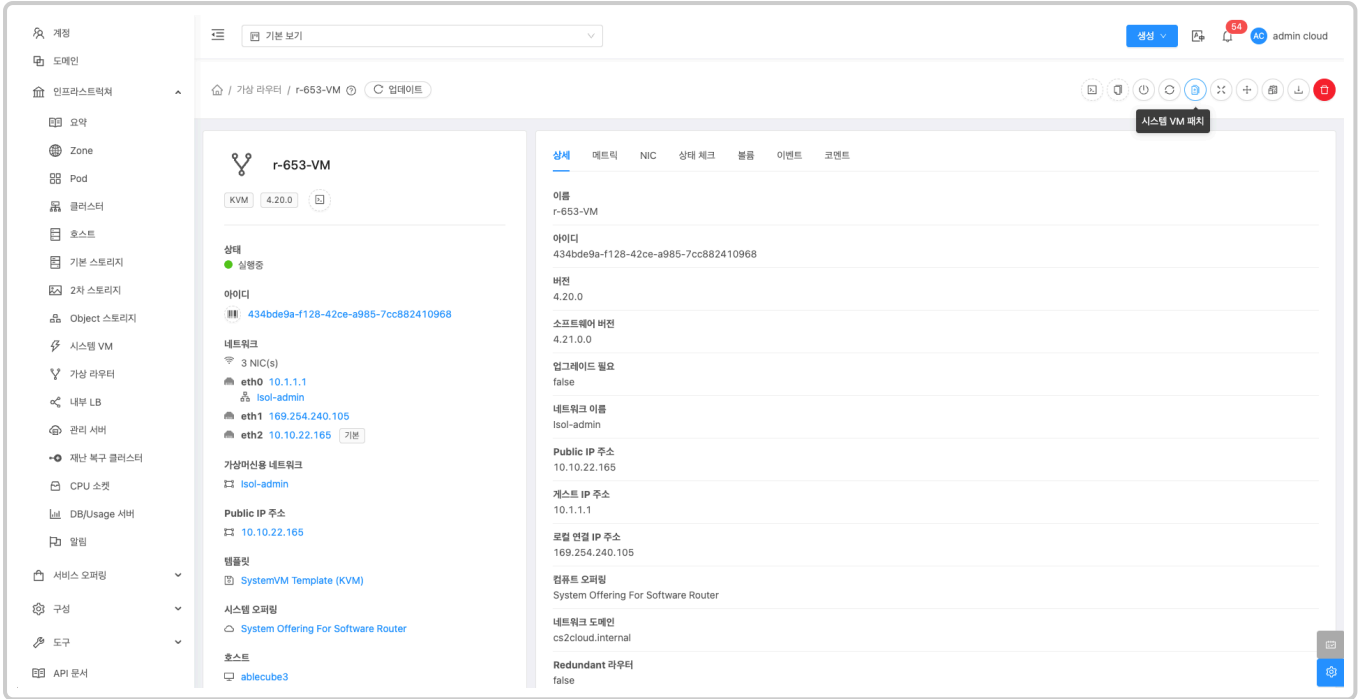 계정
도메인
인프라스트럭쳐
요약
Zone
Pod
클러스터
호스트
기본 스토리지
2차 스토리지
Object 스토리지
시스템 VM
가상 라우터
내부 LB
관리 서버
재난 복구 클러스터
CPU 소켓
DB/Usage 서버
알림
서비스 오퍼링
구성
도구
API 문서
기본 보기
생성
54
AC
admin cloud
/ 가상 라우터 / r-653-VM
업데이트
시스템 VM 패치
r-653-VM
KVM
4.20.0
상태
실행중
아이디
434bde9a-f128-42ce-a985-7cc882410968
네트워크
3 NIC(s)
eth0 10.1.1.1
Isol-admin
eth1 169.254.240.105
eth2 10.10.22.165 기본
가상머신용 네트워크
Isol-admin
Public IP 주소
10.10.22.165
템플릿
SystemVM Template (KVM)
시스템 오퍼링
System Offering For Software Router
호스트
ablecube3
상세 메트릭 NIC 상태 체크 볼륨 이벤트 코멘트
이름
r-653-VM
아이디
434bde9a-f128-42ce-a985-7cc882410968
버전
4.20.0
소프트웨어 버전
4.21.0.0
업그레이드 필요
false
네트워크 이름
Isol-admin
Public IP 주소
10.10.22.165
게스트 IP 주소
10.1.1.1
로컬 연결 IP 주소
169.254.240.105
컴퓨트 오퍼링
System Offering For Software Router
네트워크 도메인
cs2cloud.internal
Redundant 라우터
false